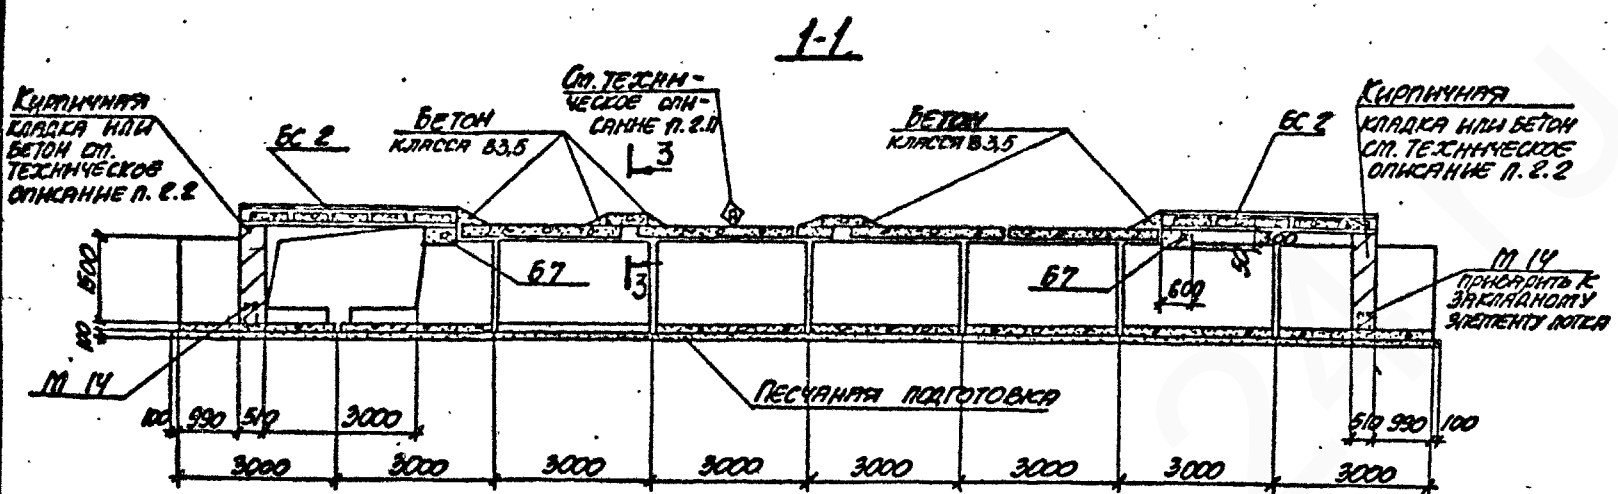 1-1
Кирпичная
кладка или
бетон см.
техническое
описание п. 2.2
БС 2
Бетон
класса В3,5
См. техни-
ческое опи-
сание п. 2.11
3
А
Бетон
класса В3,5
БС 2
Кирпичная
кладка или бетон
см. техническое
описание п. 2.2
1500
100
Б7
3
Б7
600
50
300
М 14
приварить к
закладному
элементу лотка
М 14
Песчаная подготовка
100 990 510 3000
510 990 100
3000 3000 3000 3000 3000 3000 3000 3000